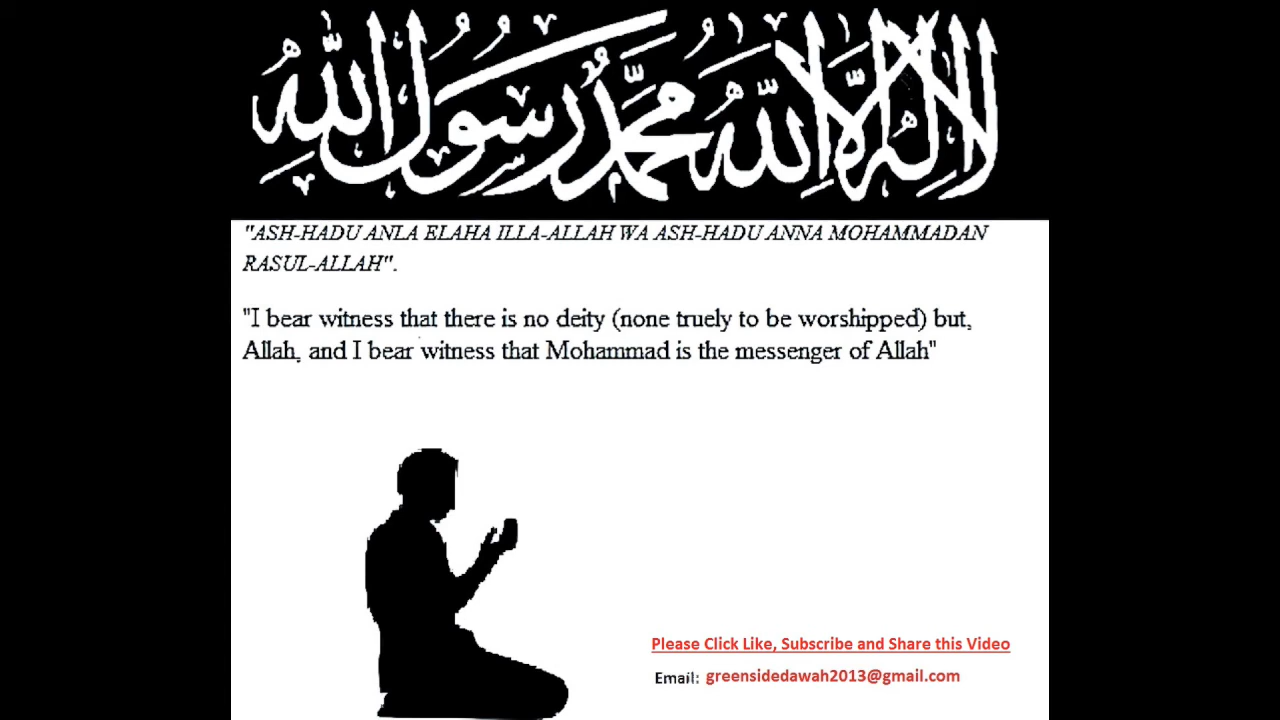 لا إله إلا الله محمد رسول الله
"ASH-HADU ANLA ELAHA ILLA-ALLAH WA ASH-HADU ANNA MOHAMMADAN
RASUL-ALLAH".
"I bear witness that there is no deity (none truely to be worshipped) but,
Allah, and I bear witness that Mohammad is the messenger of Allah"
Please Click Like, Subscribe and Share this Video
Email: greensidedawah2013@gmail.com